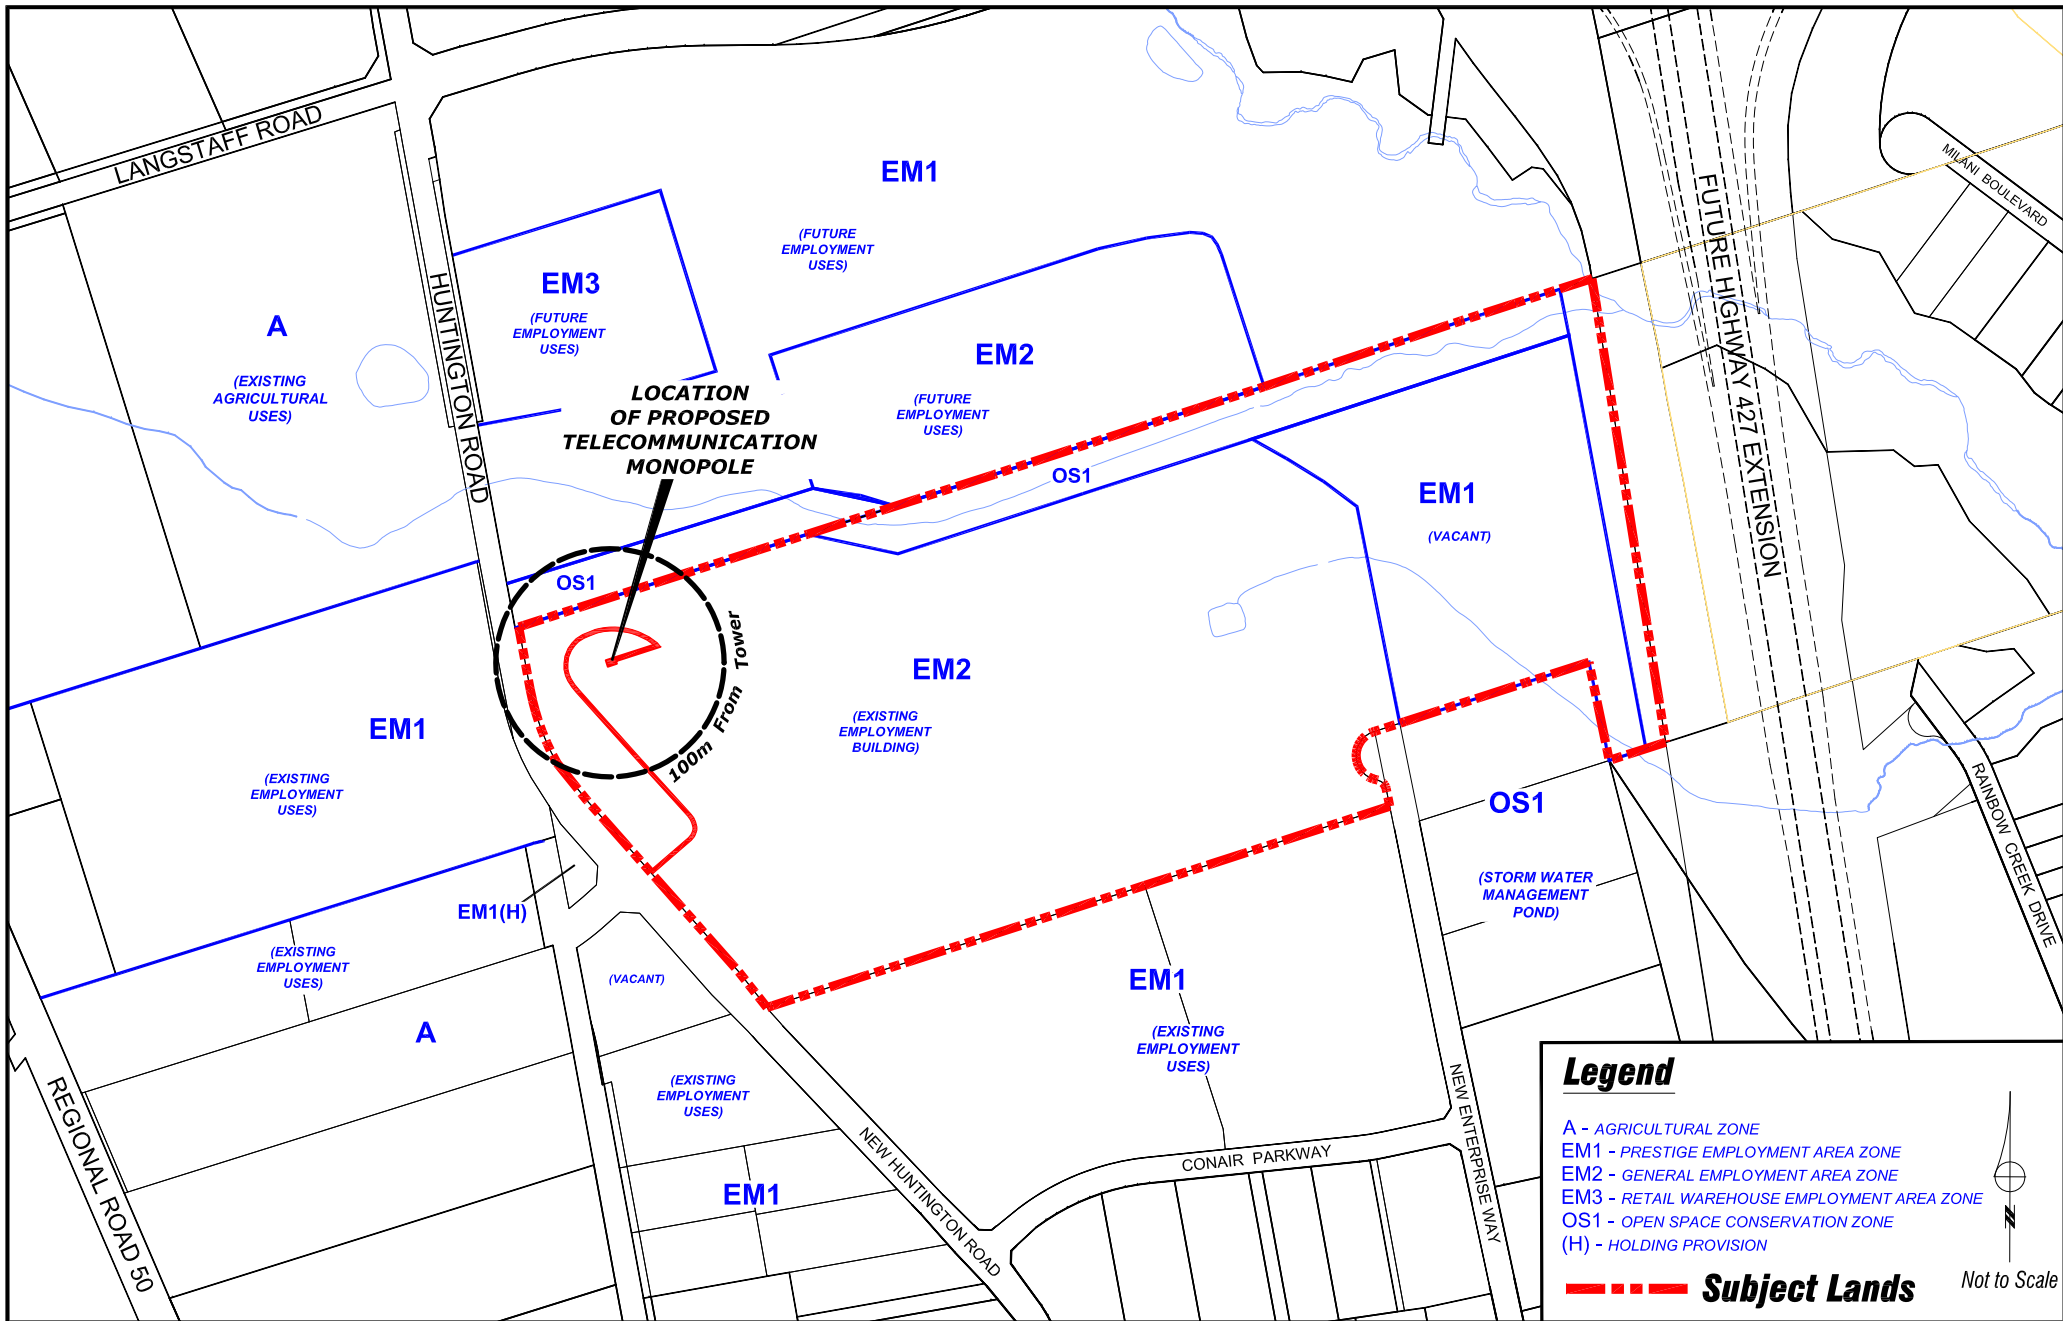 LANGSTAFF ROAD
HUNTINGTON ROAD
A
(EXISTING
AGRICULTURAL
USES)
EM3
(FUTURE
EMPLOYMENT
USES)
EM1
(FUTURE
EMPLOYMENT
USES)
EM2
(FUTURE
EMPLOYMENT
USES)
MILANI BOULEVARD
FUTURE HIGHWAY 427 EXTENSION
LOCATION
OF PROPOSED
TELECOMMUNICATION
MONOPOLE
OS1
OS1
EM1
(VACANT)
100m From Tower
EM2
(EXISTING
EMPLOYMENT
BUILDING)
EM1
(EXISTING
EMPLOYMENT
USES)
OS1
(STORM WATER
MANAGEMENT
POND)
RAINBOW CREEK DRIVE
EM1(H)
(EXISTING
EMPLOYMENT
USES)
(VACANT)
A
EM1
(EXISTING
EMPLOYMENT
USES)
(EXISTING
EMPLOYMENT
USES)
EM1
REGIONAL ROAD 50
NEW HUNTINGTON ROAD
CONAIR PARKWAY
NEW ENTERPRISE WAY
Legend
A - AGRICULTURAL ZONE
EM1 - PRESTIGE EMPLOYMENT AREA ZONE
EM2 - GENERAL EMPLOYMENT AREA ZONE
EM3 - RETAIL WAREHOUSE EMPLOYMENT AREA ZONE
OS1 - OPEN SPACE CONSERVATION ZONE
(H) - HOLDING PROVISION
Subject Lands
N
Not to Scale